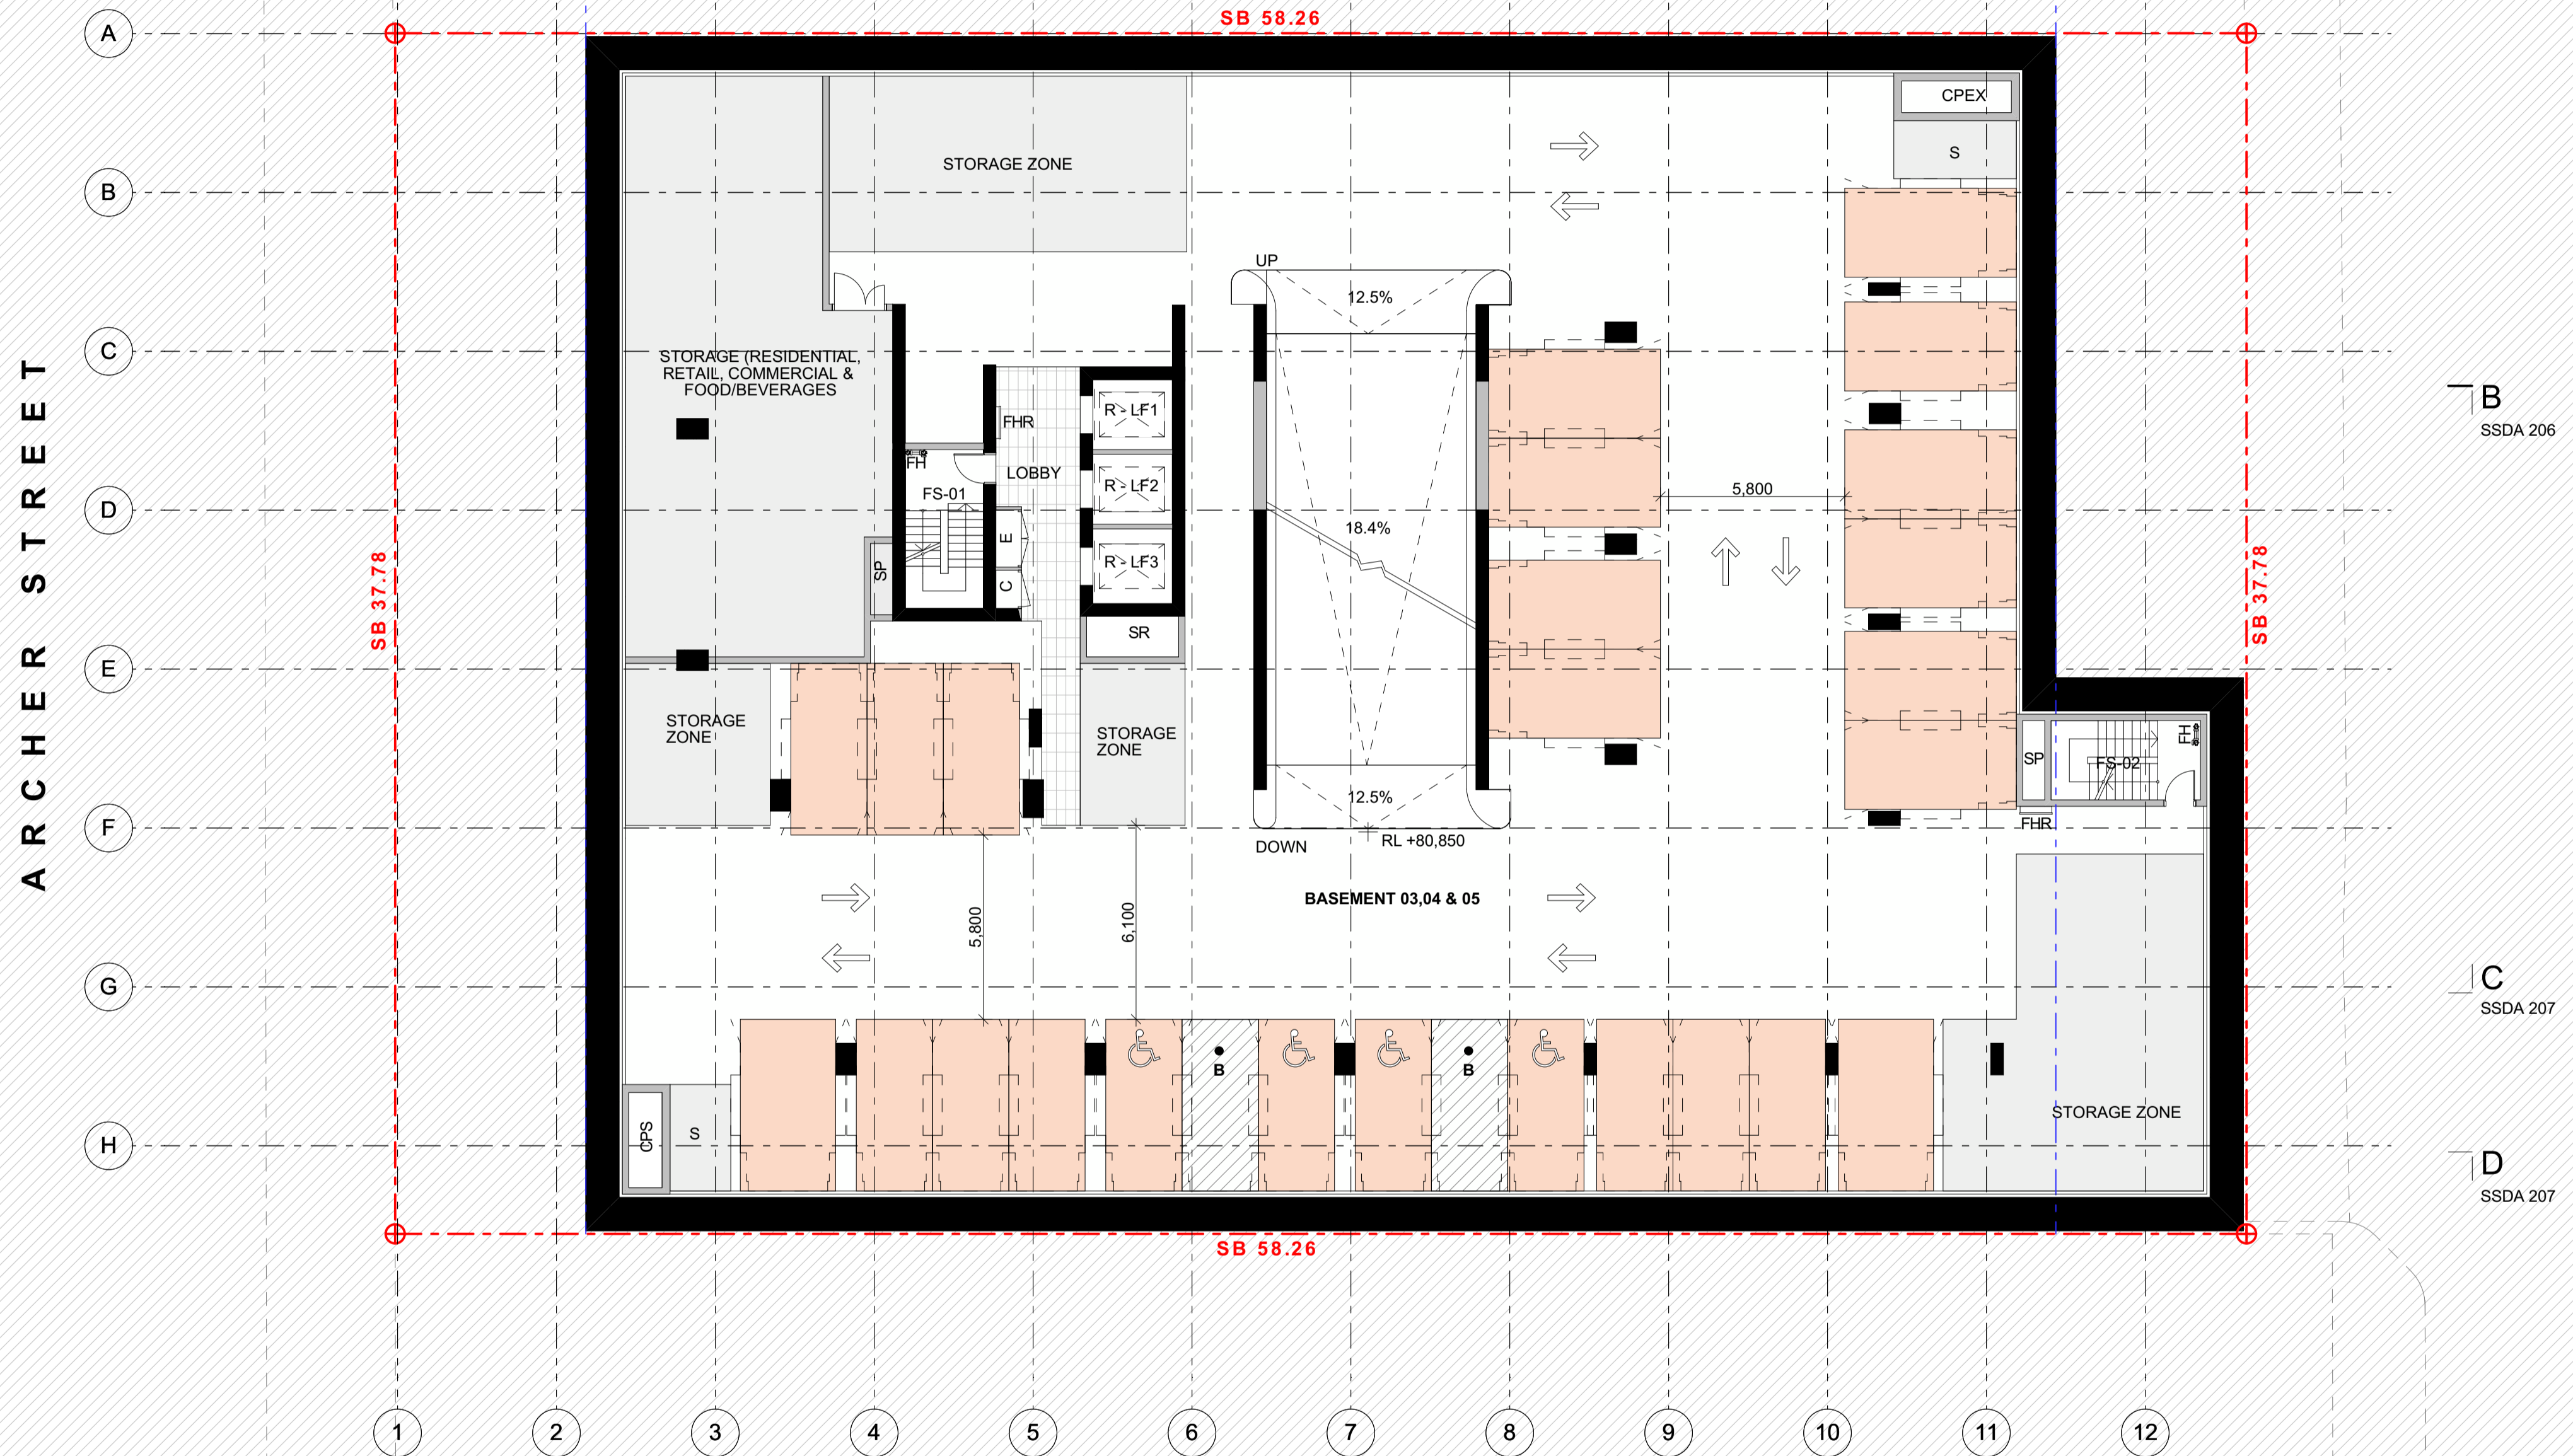 SB 58.26
A
CPEX
S
STORAGE ZONE
B
UP
12.5%
C
STORAGE (RESIDENTIAL,
RETAIL, COMMERCIAL &
FOOD/BEVERAGES
R - LF1
FHR
B
SSDA 206
FH
LOBBY
R - LF2
FS-01
5,800
D
18.4%
E
R - LF3
SP
C
ARCHER STREET
SB 37.78
SB 37.78
SR
E
STORAGE
ZONE
STORAGE
ZONE
FH
SP
FS-02
12.5%
F
FHR
DOWN
RL +80,850
BASEMENT 03,04 & 05
5,800
6,100
G
C
SSDA 207
B
B
STORAGE ZONE
CPS
S
H
D
SSDA 207
SB 58.26
1
2
3
4
5
6
7
8
9
10
11
12